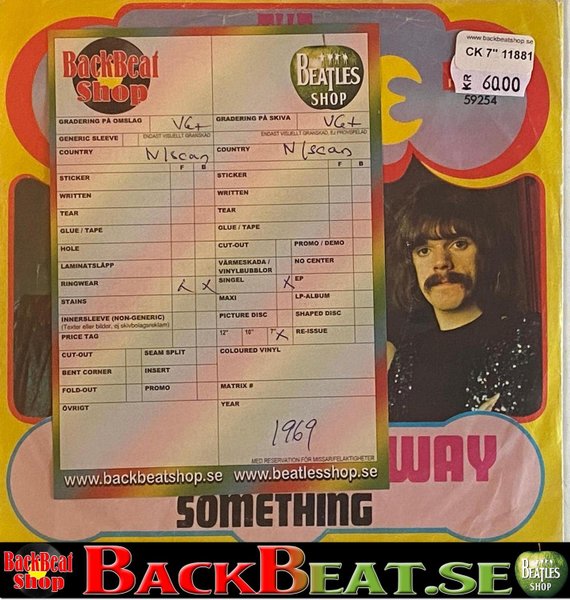 THE
www.backbeatshop.se
CK 7" 11881
KR 60.00
59254
BackBeat Shop
BEATLES SHOP
GRADERING PÅ OMSLAG VG+
GRADERING PÅ SKIVA VG+
GENERIC SLEEVE ENDAST VISUELLT GRANSKAD
ENDAST VISUELLT GRANSKAD, EJ PROVSPELAD
COUNTRY N/scan
COUNTRY N/scan
F B
F B
STICKER
STICKER
WRITTEN
WRITTEN
TEAR
TEAR
GLUE / TAPE
GLUE / TAPE
HOLE
CUT-OUT
PROMO / DEMO
LAMINATSLÄPP
VÄRMESKADA / VINYLBUBBLOR
NO CENTER
RINGWEAR X X
SINGEL X
EP
STAINS
MAXI
LP-ALBUM
INNERSLEEVE (NON-GENERIC)
(Texter eller bilder, ej skivbolagsreklam)
PICTURE DISC
SHAPED DISC
PRICE TAG
12" 10" 7" X
RE-ISSUE
CUT-OUT
SEAM SPLIT
COLOURED VINYL
BENT CORNER
INSERT
FOLD-OUT
PROMO
MATRIX #
ÖVRIGT
YEAR
1969
MED RESERVATION FÖR MISSAR/FELAKTIGHETER
www.backbeatshop.se www.beatlesshop.se
WAY
SOMETHING
BackBeat Shop
BACKBEAT.SE
BEATLES SHOP